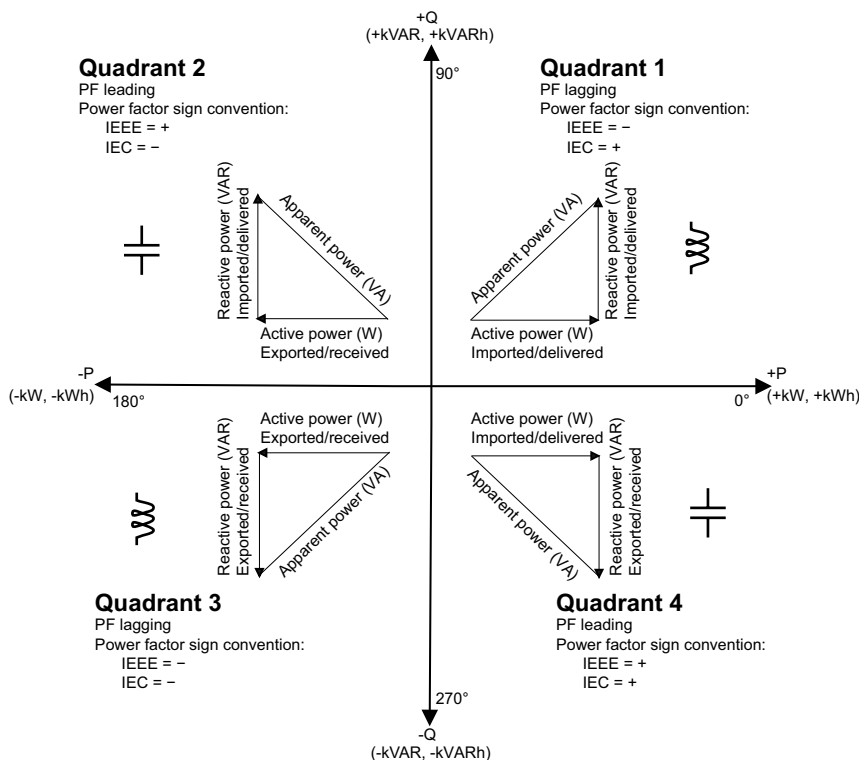 +Q
(+kVAR, +kVARh)
90°
Quadrant 2
PF leading
Power factor sign convention:
IEEE = +
IEC = −
Reactive power (VAR)
Imported/delivered
Apparent power (VA)
Active power (W)
Exported/received
Quadrant 1
PF lagging
Power factor sign convention:
IEEE = −
IEC = +
Apparent power (VA)
Reactive power (VAR)
Imported/delivered
Active power (W)
Imported/delivered
-P
(-kW, -kWh)
180°
0°
+P
(+kW, +kWh)
Active power (W)
Exported/received
Reactive power (VAR)
Exported/received
Apparent power (VA)
Quadrant 3
PF lagging
Power factor sign convention:
IEEE = −
IEC = −
Active power (W)
Imported/delivered
Apparent power (VA)
Reactive power (VAR)
Exported/received
Quadrant 4
PF leading
Power factor sign convention:
IEEE = +
IEC = +
270°
-Q
(-kVAR, -kVARh)